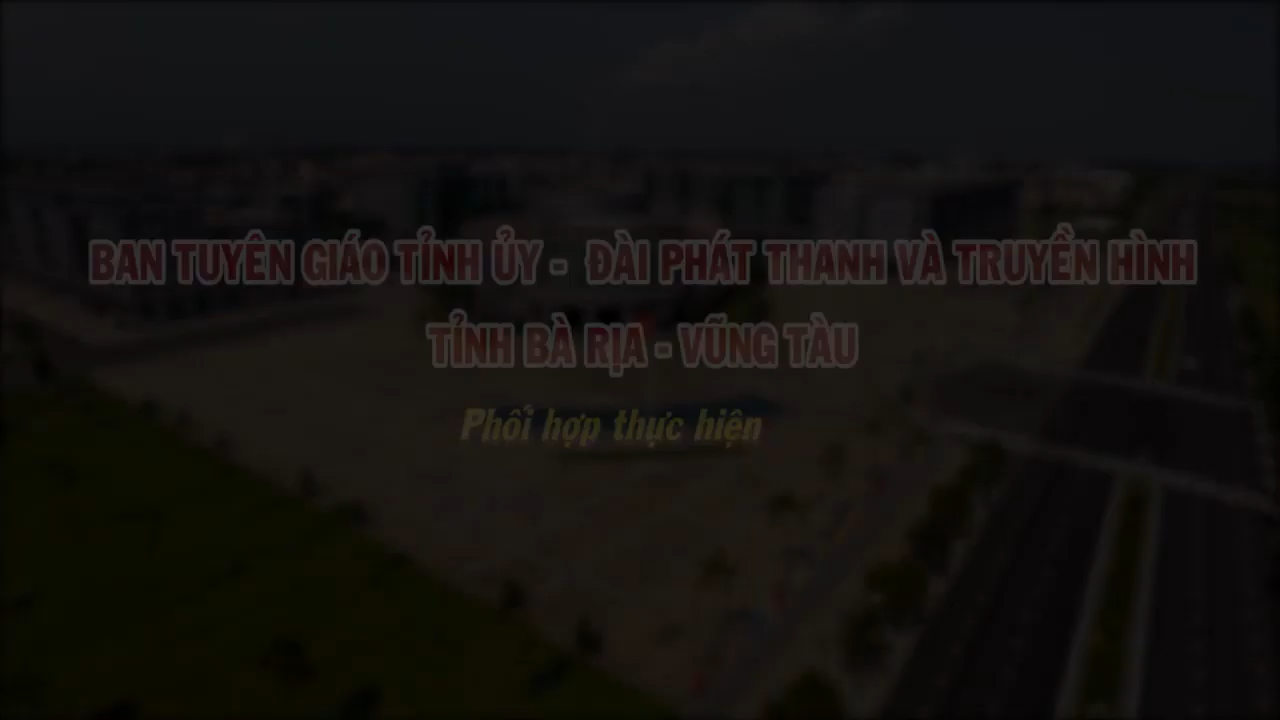 BAN TUYÊN GIÁO TỈNH ỦY - ĐÀI PHÁT THANH VÀ TRUYỀN HÌNH
TỈNH BÀ RỊA - VŨNG TÀU
Phối hợp thực hiện